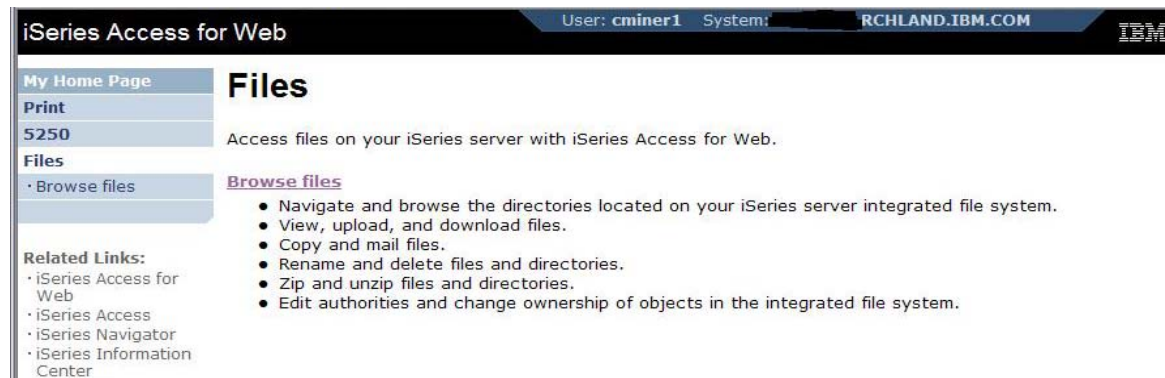 iSeries Access for Web
User: cminer1 System: RCHLAND.IBM.COM
IBM
My Home Page
Print
5250
Files
· Browse files
Related Links:
· iSeries Access for
Web
· iSeries Access
· iSeries Navigator
· iSeries Information
Center
Files
Access files on your iSeries server with iSeries Access for Web.
Browse files
● Navigate and browse the directories located on your iSeries server integrated file system.
● View, upload, and download files.
● Copy and mail files.
● Rename and delete files and directories.
● Zip and unzip files and directories.
● Edit authorities and change ownership of objects in the integrated file system.